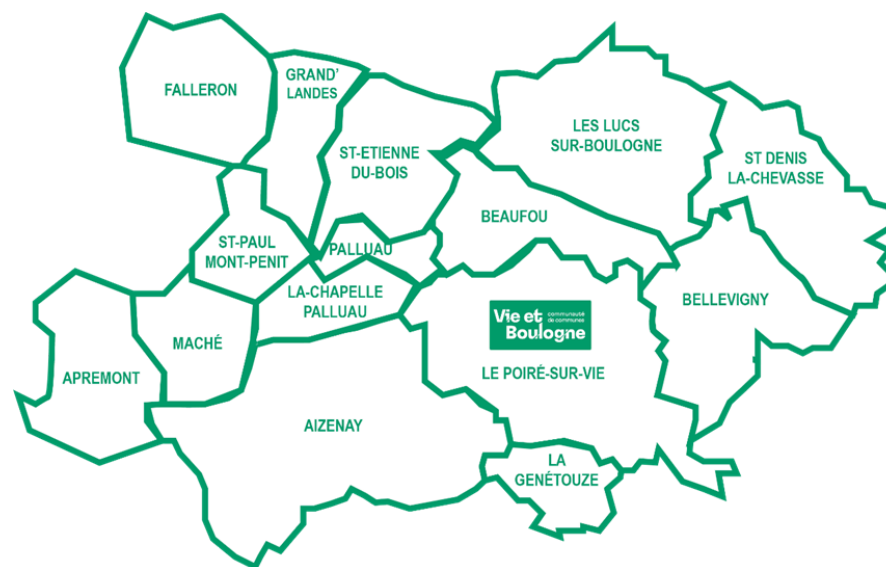 FALLERON
GRAND'
LANDES
ST-ETIENNE
DU-BOIS
LES LUCS
SUR-BOULOGNE
ST DENIS
LA-CHEVASSE
BEAUFOU
ST-PAUL
MONT-PENIT
PALLUAU
LA-CHAPELLE
PALLUAU
BELLEVIGNY
Vie et communauté
Boulogne de communes
MACHÉ
APREMONT
LE POIRÉ-SUR-VIE
AIZENAY
LA
GENÉTOUZE